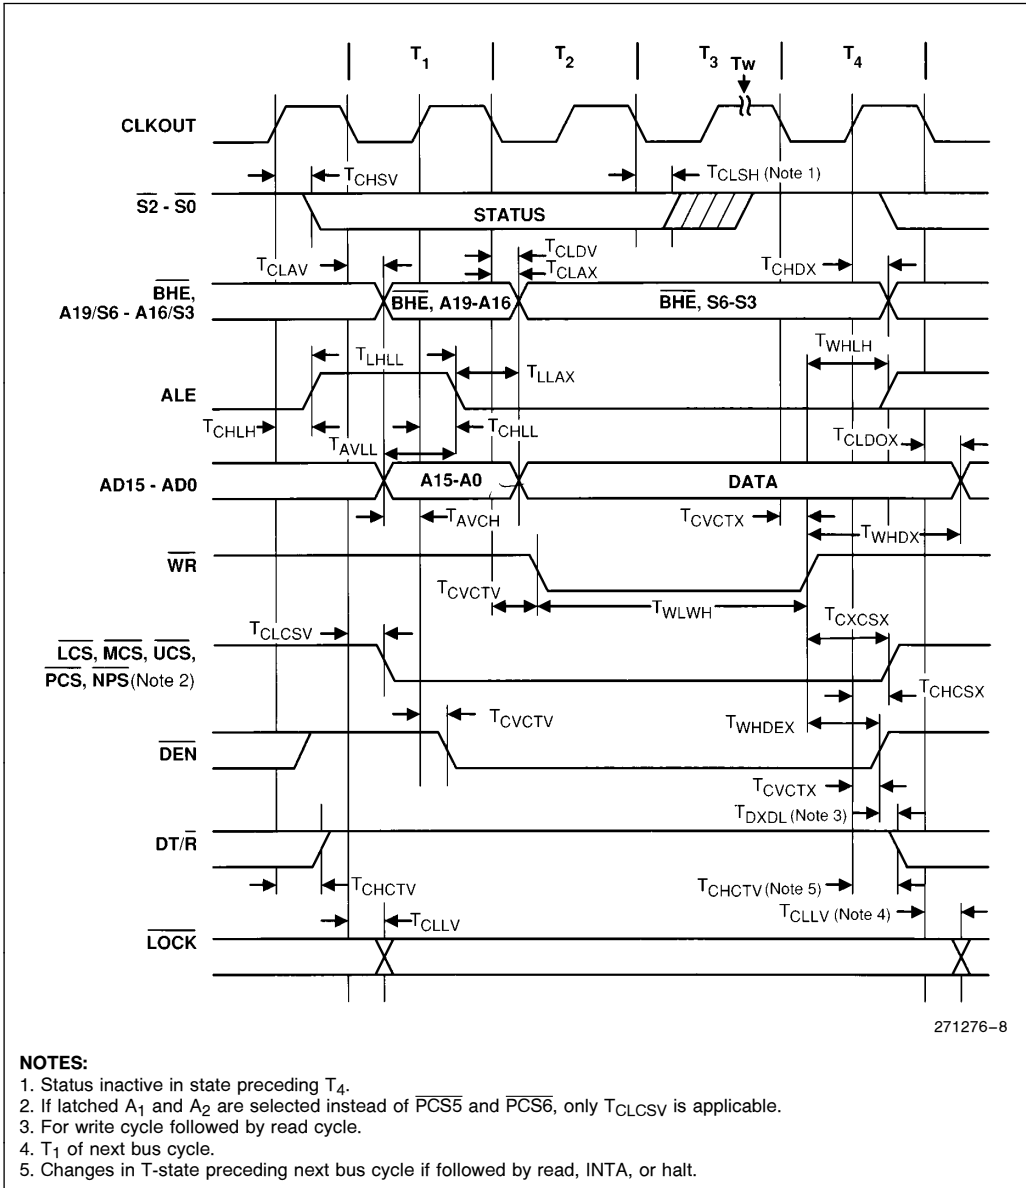 T1 T2 T3 Tw T4
CLKOUT
TCHSV TCLSH (Note 1)
S2 - S0
STATUS
TCLDV
TCLAV TCLAX TCHDX
BHE,
A19/S6 - A16/S3
BHE, A19-A16 BHE, S6-S3
TWHLH
TLHLL
TLLAX
ALE
TCHLH TCHLL TCLDOX
TAVLL
AD15 - AD0 A15-A0 DATA
TAVCH TCVCTX TWHDX
WR
TCVCTV TWLWH TCXCSX
TCLCSV
LCS, MCS, UCS,
PCS, NPS (Note 2)
TCHCSX
TCVCTV TWHDEX
DEN
TCVCTX
TDXDL (Note 3)
DT/R
TCHCTV TCHCTV (Note 5)
TCLLV TCLLV (Note 4)
LOCK
271276–8
NOTES:
1. Status inactive in state preceding T4.
2. If latched A1 and A2 are selected instead of PCS5 and PCS6, only TCLCSV is applicable.
3. For write cycle followed by read cycle.
4. T1 of next bus cycle.
5. Changes in T-state preceding next bus cycle if followed by read, INTA, or halt.